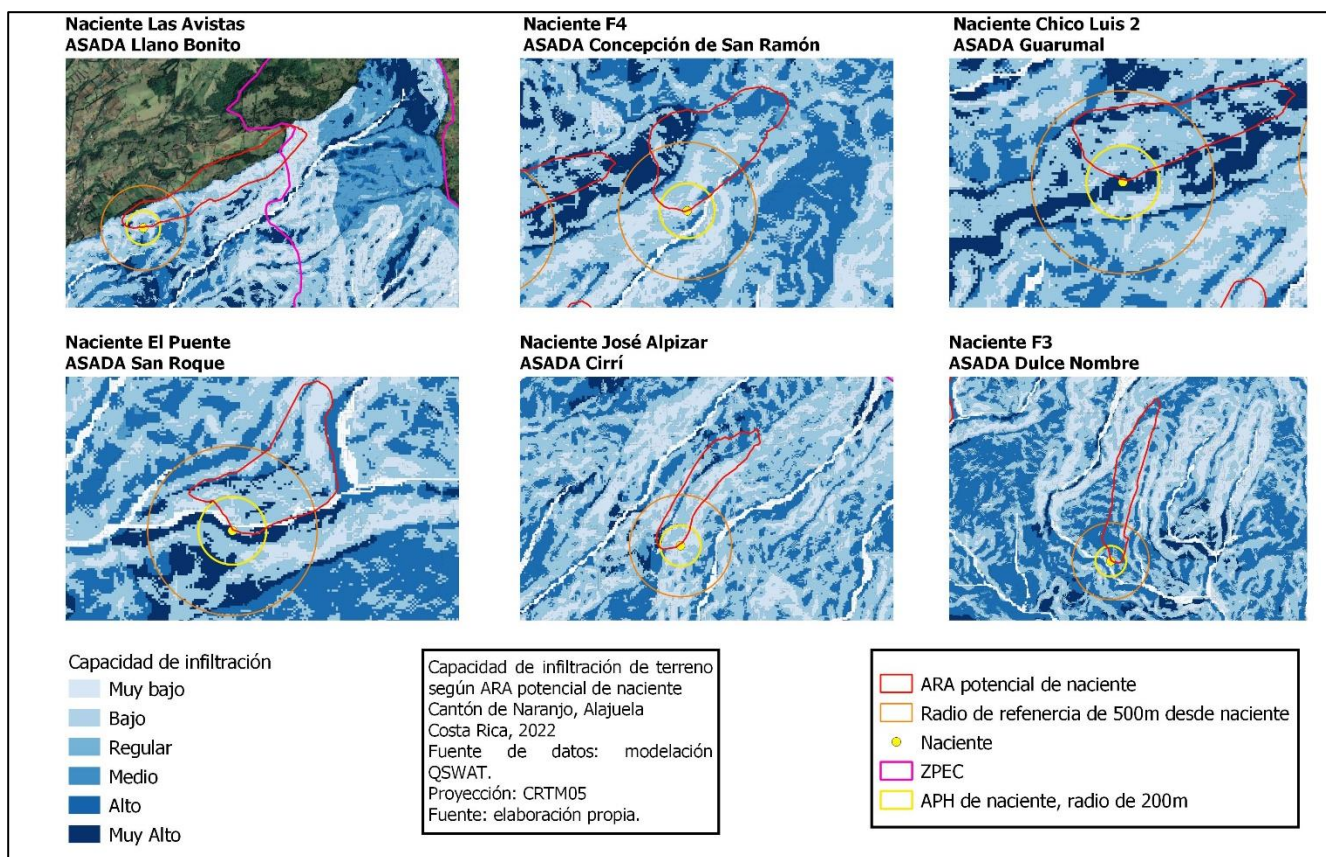 Naciente Las Avistas
ASADA Llano Bonito
Naciente F4
ASADA Concepción de San Ramón
Naciente Chico Luis 2
ASADA Guarumal
Naciente El Puente
ASADA San Roque
Naciente José Alpizar
ASADA Cirrí
Naciente F3
ASADA Dulce Nombre
Capacidad de infiltración
Muy bajo
Bajo
Regular
Medio
Alto
Muy Alto
Capacidad de infiltración de terreno
según ARA potencial de naciente
Cantón de Naranjo, Alajuela
Costa Rica, 2022
Fuente de datos: modelación
QSWAT.
Proyección: CRTM05
Fuente: elaboración propia.
ARA potencial de naciente
Radio de refenercia de 500m desde naciente
Naciente
ZPEC
APH de naciente, radio de 200m